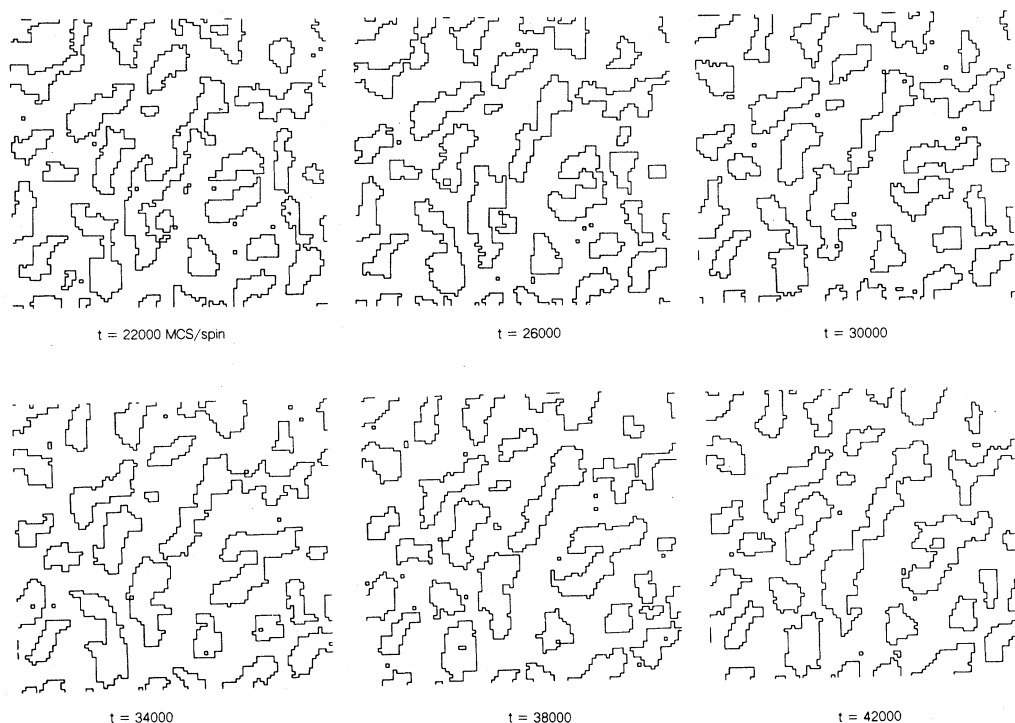 t = 22000 MCS/spin
t = 26000
t = 30000
t = 34000
t = 38000
t = 42000